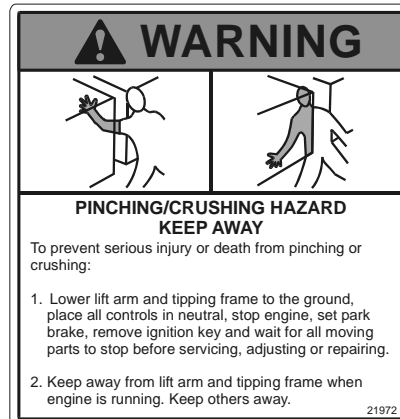 WARNING
PINCHING/CRUSHING HAZARD
KEEP AWAY
To prevent serious injury or death from pinching or
crushing:
1. Lower lift arm and tipping frame to the ground,
place all controls in neutral, stop engine, set park
brake, remove ignition key and wait for all moving
parts to stop before servicing, adjusting or repairing.
2. Keep away from lift arm and tipping frame when
engine is running. Keep others away.
21972